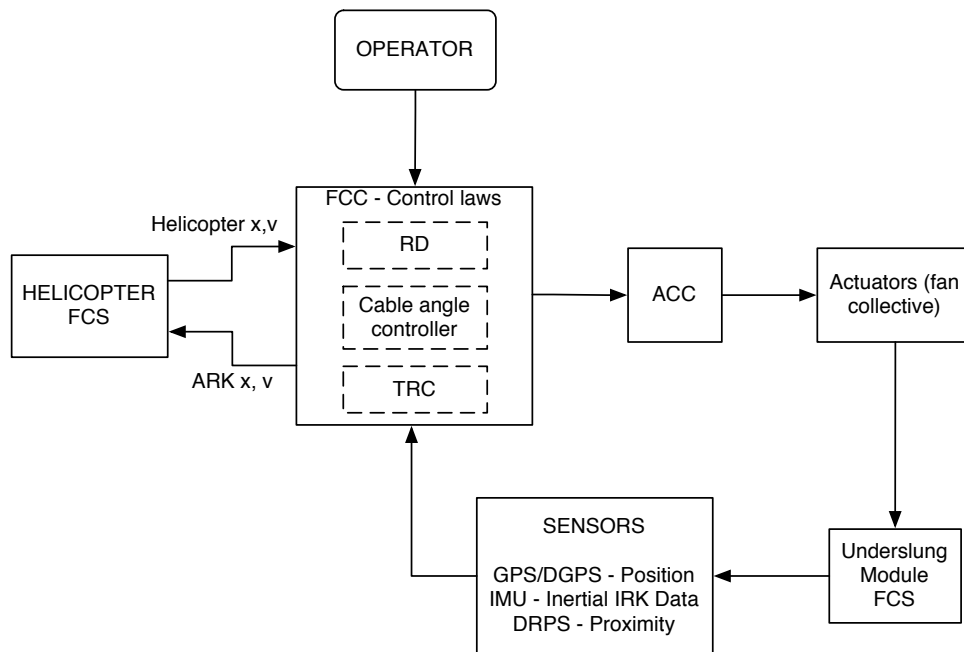 OPERATOR
FCC - Control laws
RD
Cable angle
controller
TRC
Helicopter x,v
HELICOPTER
FCS
ARK x, v
ACC
Actuators (fan
collective)
SENSORS
GPS/DGPS - Position
IMU - Inertial IRK Data
DRPS - Proximity
Underslung
Module
FCS